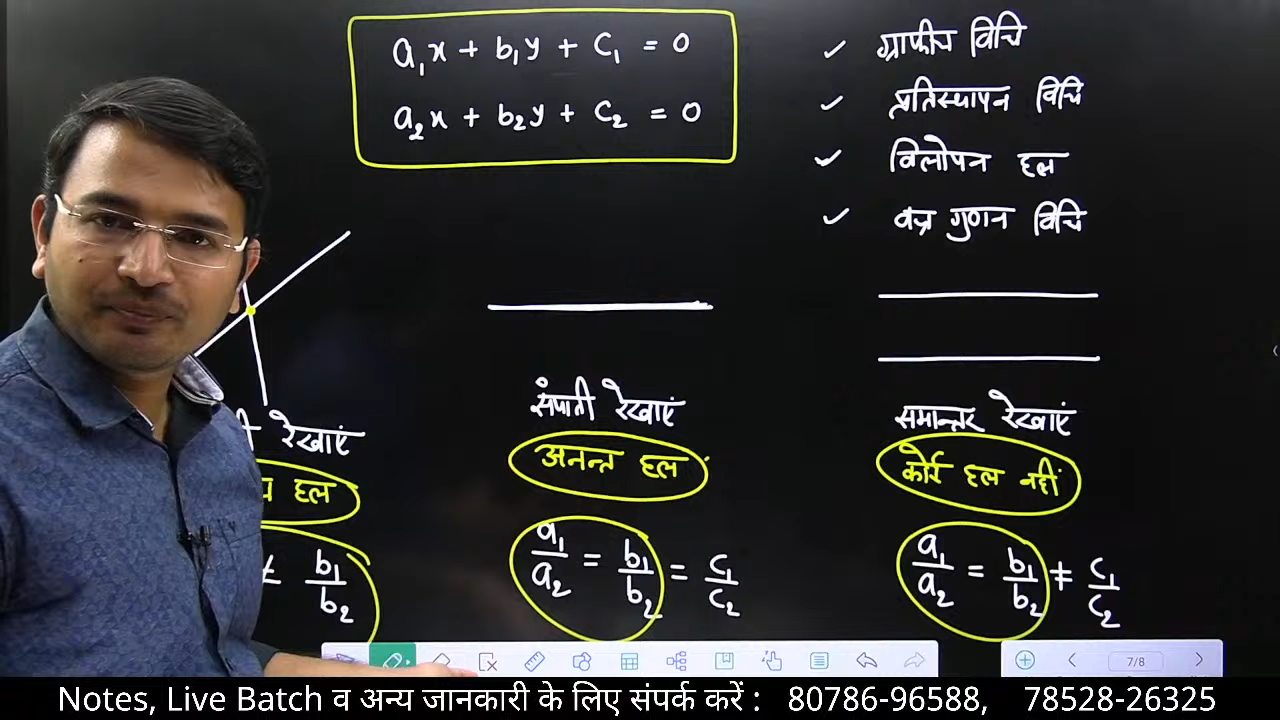 a₁x + b₁y + c₁ = 0
a₂x + b₂y + c₂ = 0
✓ ग्राफीय विधि
✓ प्रतिस्थापन विधि
✓ विलोपन हल
✓ वज्र गुणन विधि
रेखाएं
हल
≠ b₁/b₂
संपाती रेखाएं
अनन्त हल
a₁/a₂ = b₁/b₂ = c₁/c₂
समान्तर रेखाएं
कोई हल नहीं
a₁/a₂ = b₁/b₂ ≠ c₁/c₂
7/8
Notes, Live Batch व अन्य जानकारी के लिए संपर्क करें : 80786-96588, 78528-26325